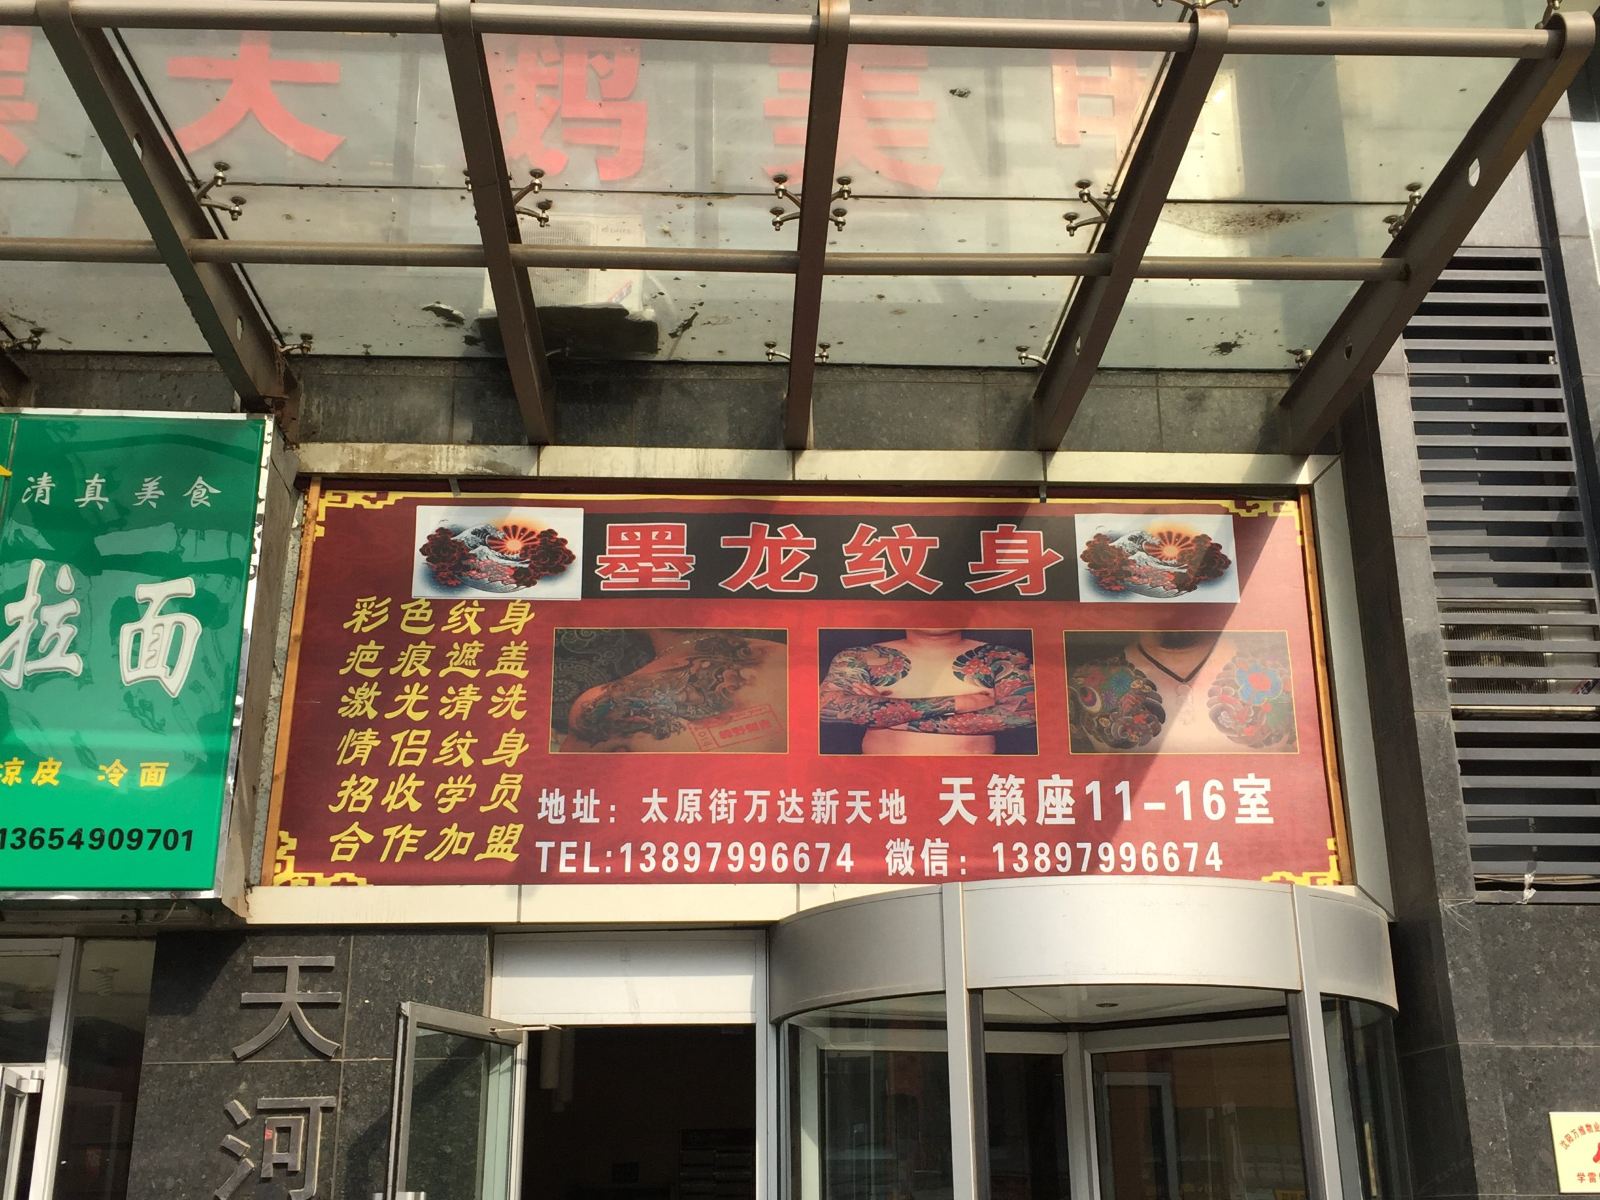 大鹅美甲
清真美食
拉面
凉皮 冷面
13654909701
墨龙纹身
彩色纹身
疤痕遮盖
激光清洗
情侣纹身
招收学员
合作加盟
地址：太原街万达新天地 天籁座11-16室
TEL:13897996674 微信：13897996674
天河